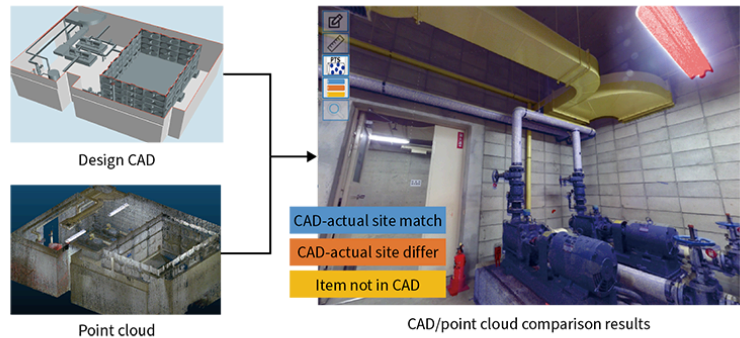 Design CAD
Point cloud
CAD-actual site match
CAD-actual site differ
Item not in CAD
CAD/point cloud comparison results